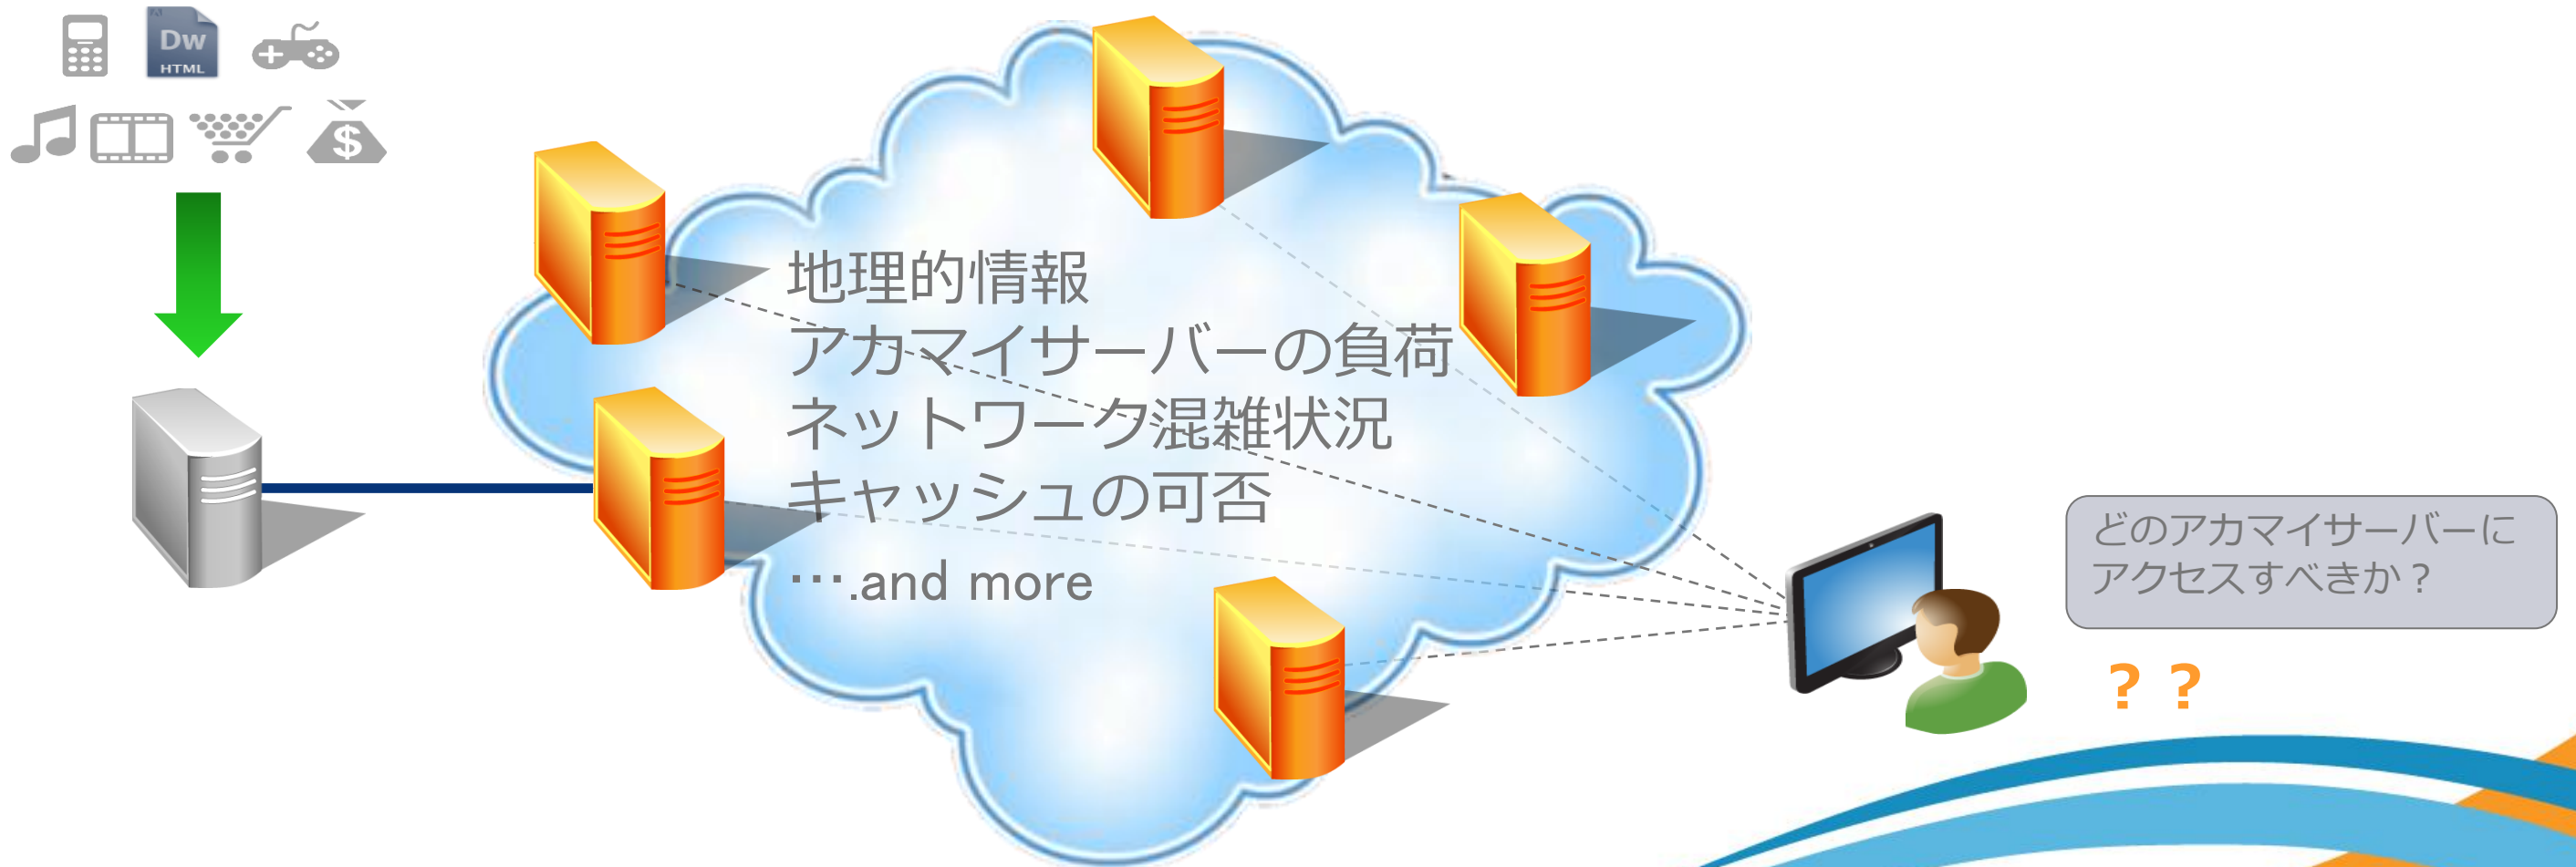 Dw
HTML
$
地理的情報
アカマイサーバーの負荷
ネットワーク混雑状況
キャッシュの可否
….and more
どのアカマイサーバーに
アクセスすべきか？
？？